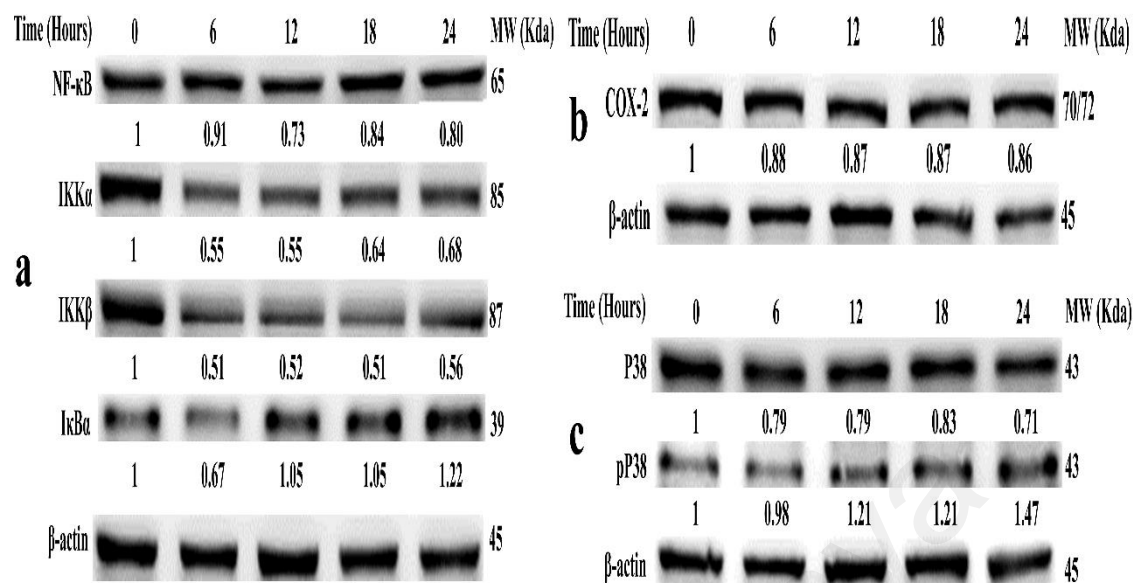 Time (Hours) 0 6 12 18 24 MW (Kda)
NF-κB 65
1 0.91 0.73 0.84 0.80
IKKα 85
1 0.55 0.55 0.64 0.68
a
IKKβ 87
1 0.51 0.52 0.51 0.56
IκBα 39
1 0.67 1.05 1.05 1.22
β-actin 45
Time (Hours) 0 6 12 18 24 MW (Kda)
b
COX-2 70/72
1 0.88 0.87 0.87 0.86
β-actin 45
Time (Hours) 0 6 12 18 24 MW (Kda)
P38 43
1 0.79 0.79 0.83 0.71
c
pP38 43
1 0.98 1.21 1.21 1.47
β-actin 45